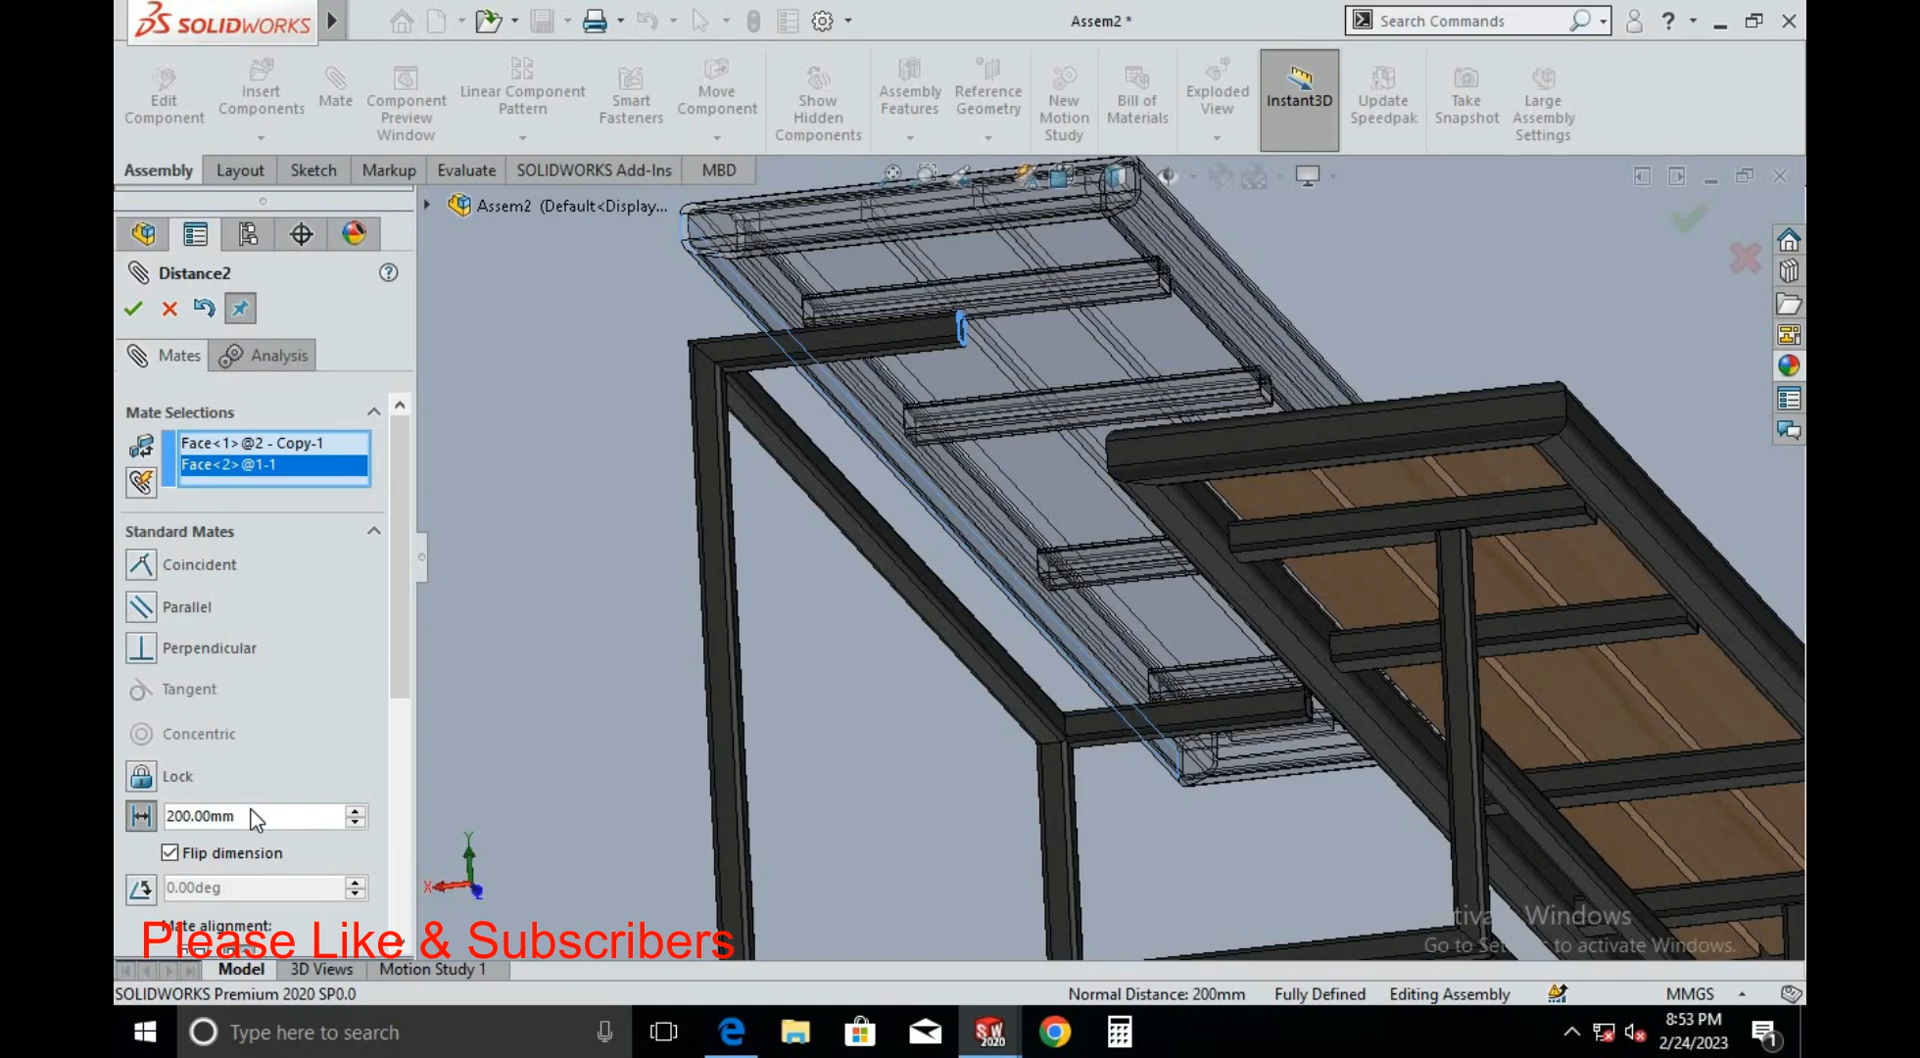 SOLIDWORKS
Assem2 *
Search Commands
Edit Component
Insert Components
Mate
Component Preview Window
Linear Component Pattern
Smart Fasteners
Move Component
Show Hidden Components
Assembly Features
Reference Geometry
New Motion Study
Bill of Materials
Exploded View
Instant3D
Update Speedpak
Take Snapshot
Large Assembly Settings
Assembly
Layout
Sketch
Markup
Evaluate
SOLIDWORKS Add-Ins
MBD
Assem2 (Default<Display...
Distance2
Mates
Analysis
Mate Selections
Face<1>@2 - Copy-1
Face<2>@1-1
Standard Mates
Coincident
Parallel
Perpendicular
Tangent
Concentric
Lock
200.00mm
Flip dimension
0.00deg
Mate alignment:
Please Like & Subscribers
Y
X
Windows
to activate Windows.
Model
3D Views
Motion Study 1
SOLIDWORKS Premium 2020 SP0.0
Normal Distance: 200mm
Fully Defined
Editing Assembly
MMGS
Type here to search
SW
2020
8:53 PM
2/24/2023
1